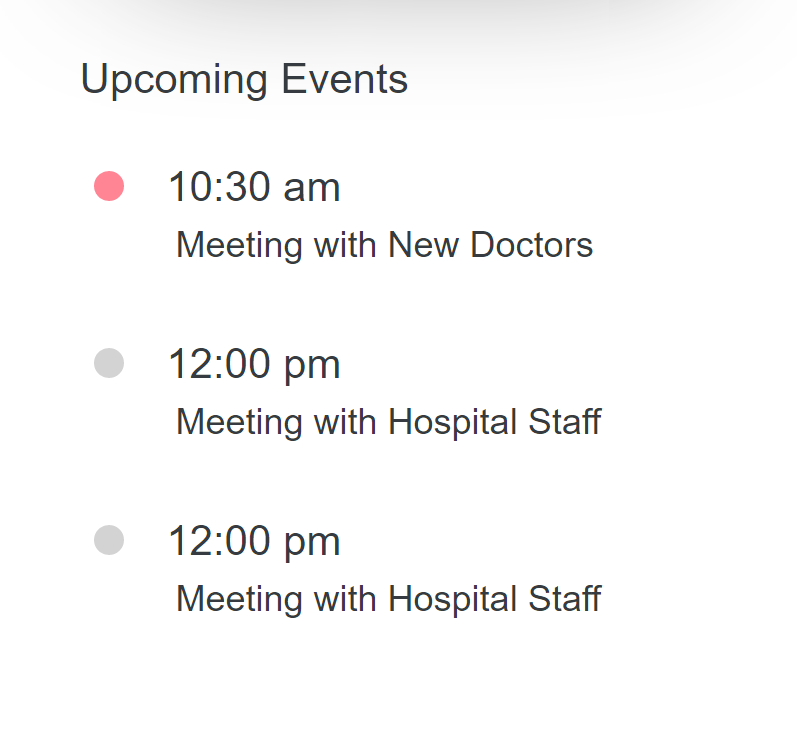 Upcoming Events
10:30 am
Meeting with New Doctors
12:00 pm
Meeting with Hospital Staff
12:00 pm
Meeting with Hospital Staff